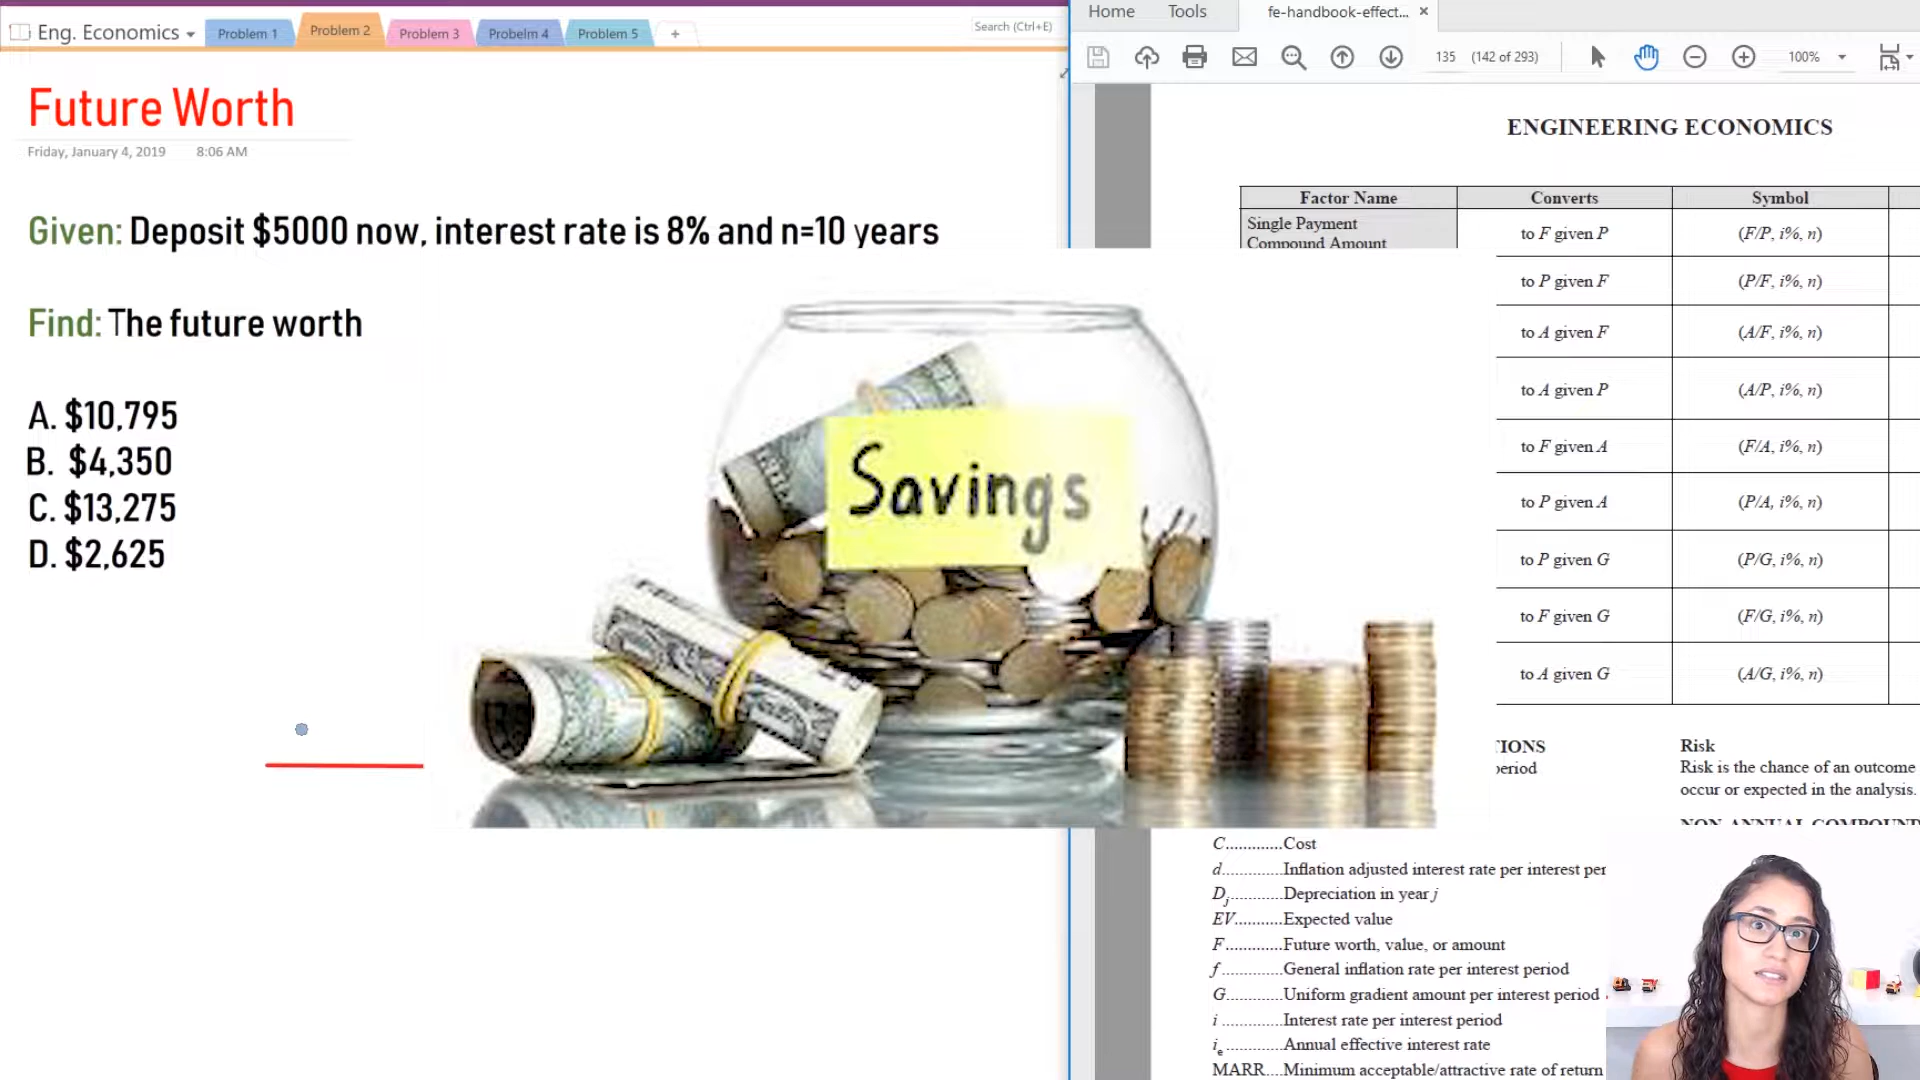 Eng. Economics
Problem 1
Problem 2
Problem 3
Probelm 4
Problem 5
+
Search (Ctrl+E)
Future Worth
Friday, January 4, 2019
8:06 AM
Given: Deposit $5000 now, interest rate is 8% and n=10 years
Find: The future worth
A. $10,795
B. $4,350
C. $13,275
D. $2,625
Savings
Home
Tools
fe-handbook-effect... ×
135
(142 of 293)
100%
ENGINEERING ECONOMICS
Factor Name Converts Symbol
Single Payment
Compound Amount
to F given P (F/P, i%, n)
to P given F (P/F, i%, n)
to A given F (A/F, i%, n)
to A given P (A/P, i%, n)
to F given A (F/A, i%, n)
to P given A (P/A, i%, n)
to P given G (P/G, i%, n)
to F given G (F/G, i%, n)
to A given G (A/G, i%, n)
Risk
Risk is the chance of an outcome
occur or expected in the analysis.
C.............Cost
d.............Inflation adjusted interest rate per interest per
Dj............Depreciation in year j
EV..........Expected value
F............Future worth, value, or amount
f.............General inflation rate per interest period
G............Uniform gradient amount per interest period
i .............Interest rate per interest period
ie.............Annual effective interest rate
MARR....Minimum acceptable/attractive rate of return